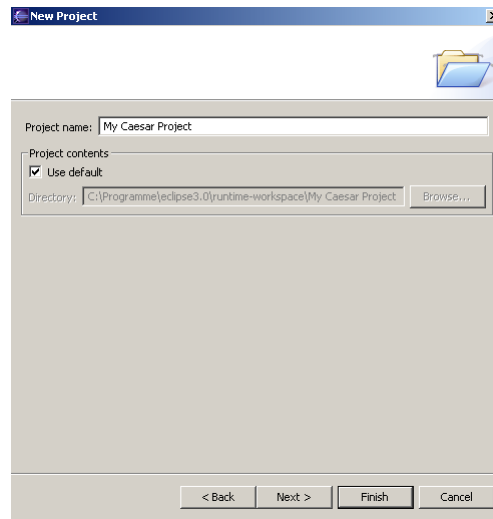 New Project
Project name: My Caesar Project
Project contents
Use default
Directory: C:\Programme\eclipse3.0\runtime-workspace\My Caesar Project Browse...
< Back Next > Finish Cancel